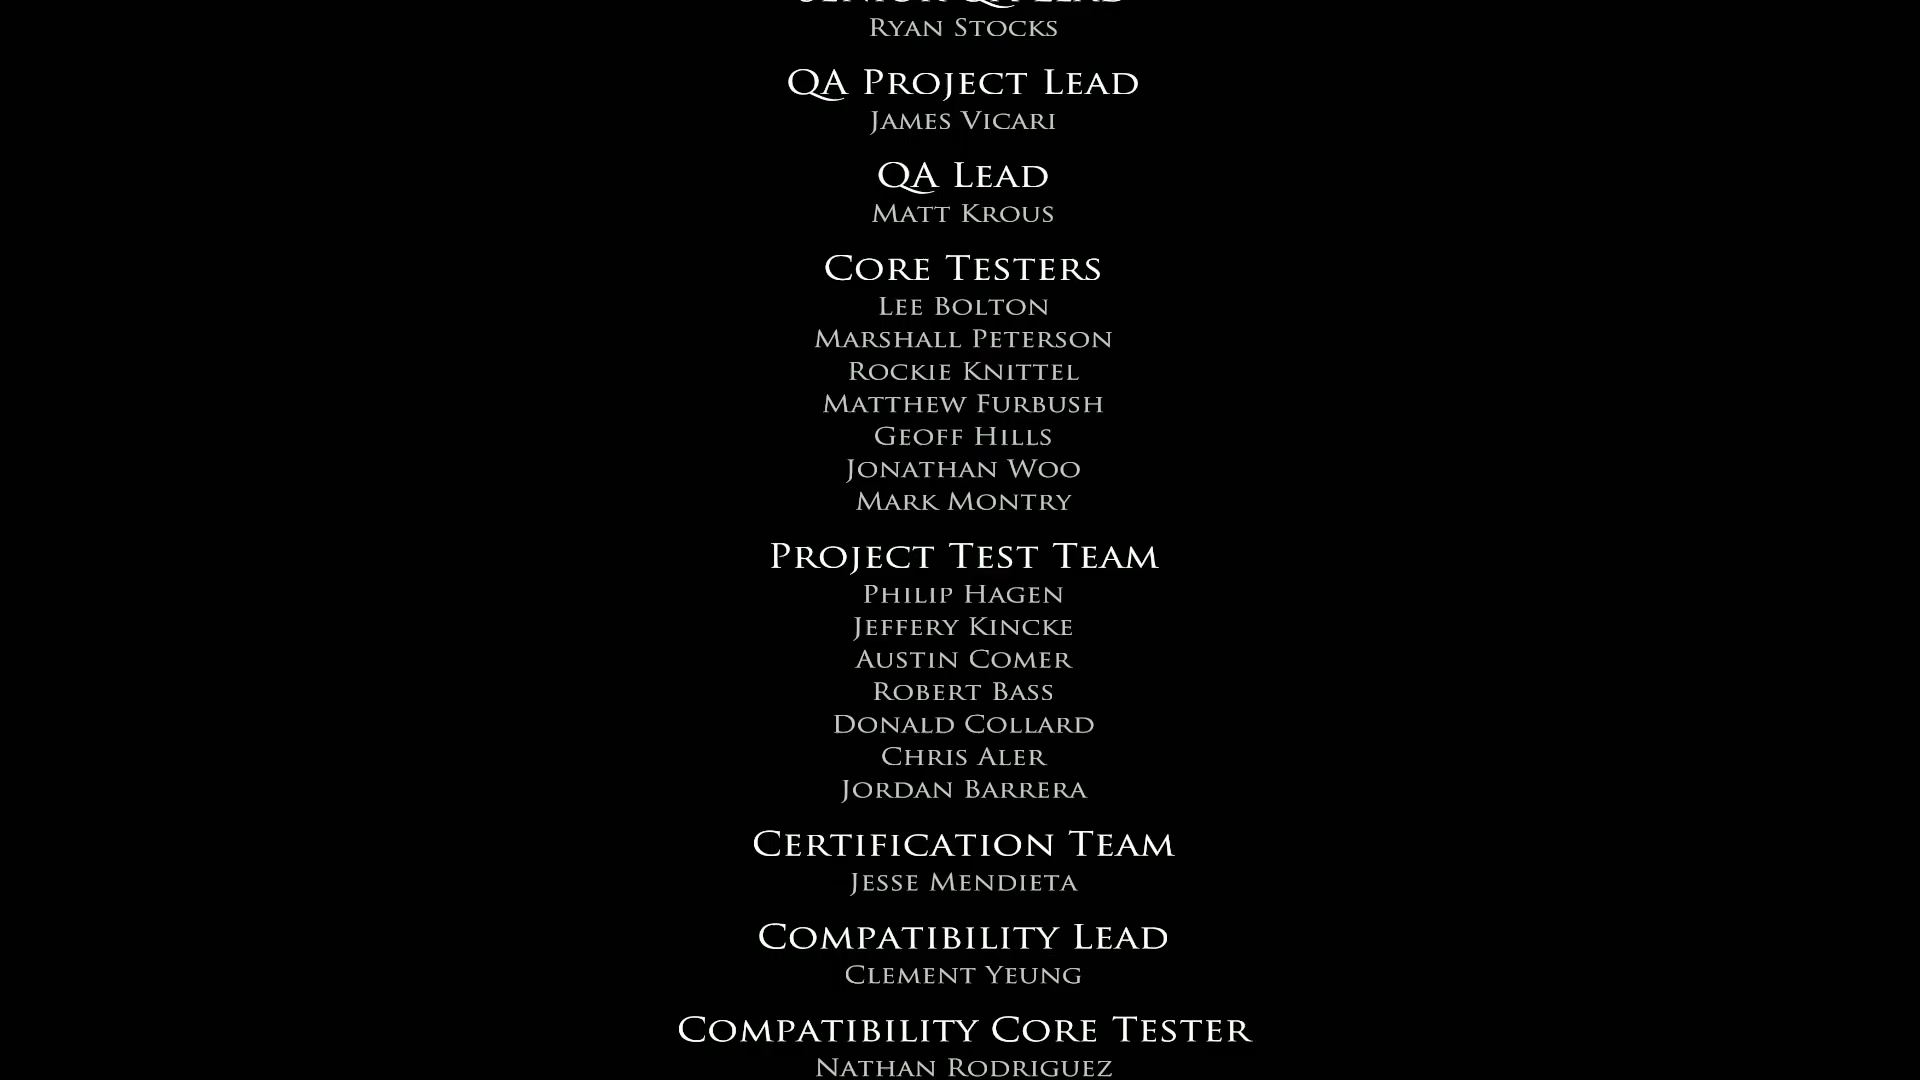 Senior QA Lead
Ryan Stocks
QA Project Lead
James Vicari
QA Lead
Matt Krous
Core Testers
Lee Bolton
Marshall Peterson
Rockie Knittel
Matthew Furbush
Geoff Hills
Jonathan Woo
Mark Montry
Project Test Team
Philip Hagen
Jeffery Kincke
Austin Comer
Robert Bass
Donald Collard
Chris Aler
Jordan Barrera
Certification Team
Jesse Mendieta
Compatibility Lead
Clement Yeung
Compatibility Core Tester
Nathan Rodriguez